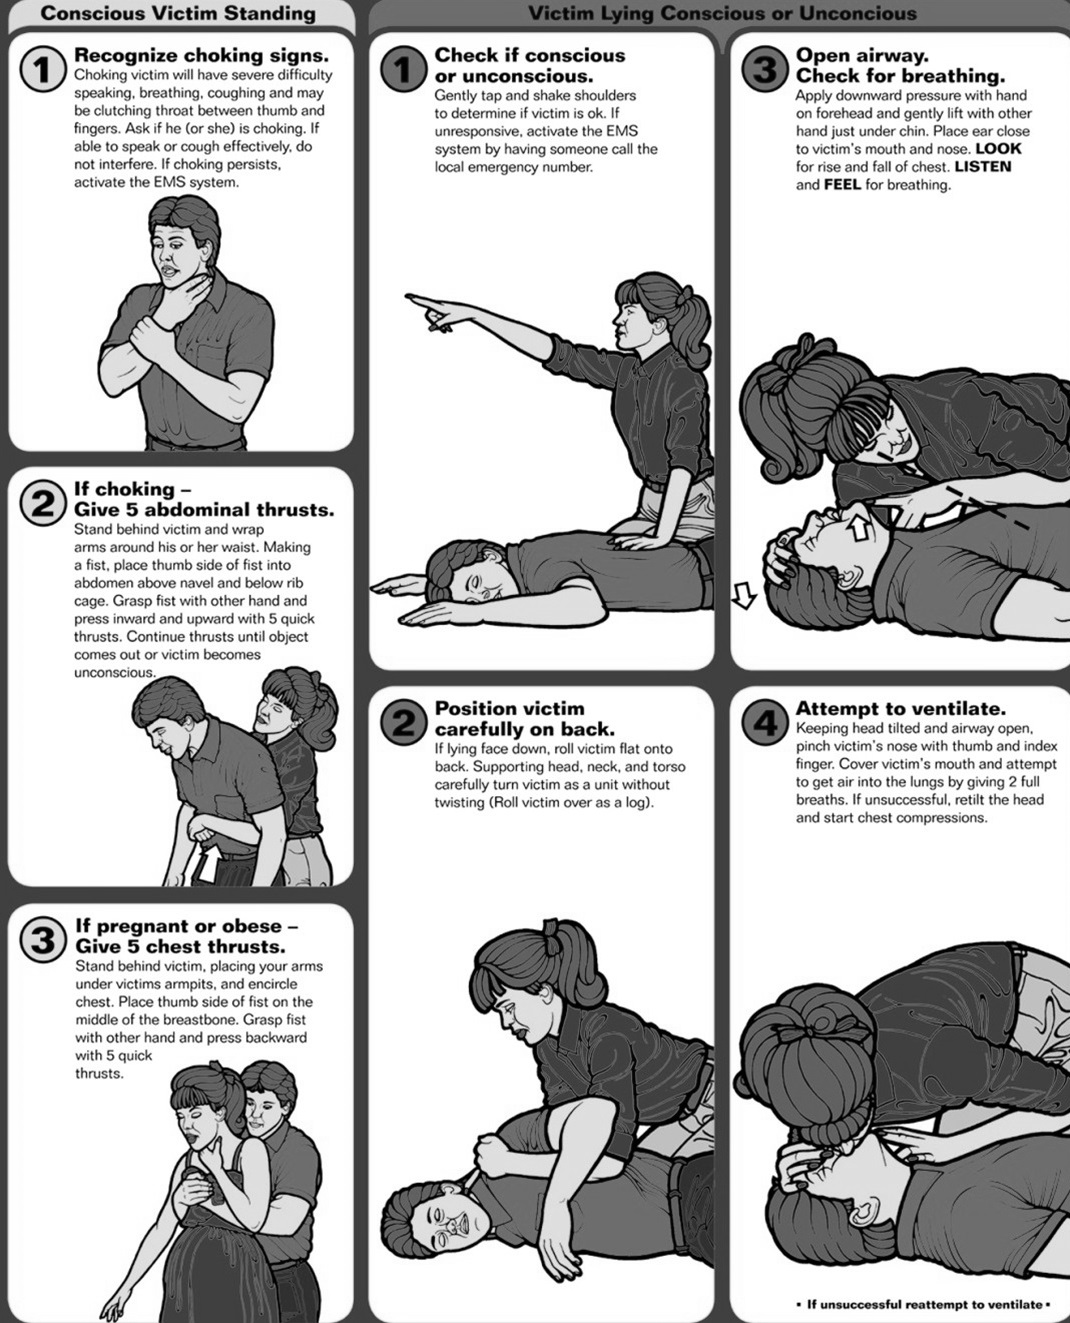 Conscious Victim Standing
1
Recognize choking signs.
Choking victim will have severe difficulty
speaking, breathing, coughing and may
be clutching throat between thumb and
fingers. Ask if he (or she) is choking. If
able to speak or cough effectively, do
not interfere. If choking persists,
activate the EMS system.
2
If choking –
Give 5 abdominal thrusts.
Stand behind victim and wrap
arms around his or her waist. Making
a fist, place thumb side of fist into
abdomen above navel and below rib
cage. Grasp fist with other hand and
press inward and upward with 5 quick
thrusts. Continue thrusts until object
comes out or victim becomes
unconscious.
3
If pregnant or obese –
Give 5 chest thrusts.
Stand behind victim, placing your arms
under victims armpits, and encircle
chest. Place thumb side of fist on the
middle of the breastbone. Grasp fist
with other hand and press backward
with 5 quick
thrusts.
Victim Lying Conscious or Unconcious
1
Check if conscious
or unconscious.
Gently tap and shake shoulders
to determine if victim is ok. If
unresponsive, activate the EMS
system by having someone call the
local emergency number.
2
Position victim
carefully on back.
If lying face down, roll victim flat onto
back. Supporting head, neck, and torso
carefully turn victim as a unit without
twisting (Roll victim over as a log).
3
Open airway.
Check for breathing.
Apply downward pressure with hand
on forehead and gently lift with other
hand just under chin. Place ear close
to victim's mouth and nose. LOOK
for rise and fall of chest. LISTEN
and FEEL for breathing.
4
Attempt to ventilate.
Keeping head tilted and airway open,
pinch victim's nose with thumb and index
finger. Cover victim's mouth and attempt
to get air into the lungs by giving 2 full
breaths. If unsuccessful, retilt the head
and start chest compressions.
• If unsuccessful reattempt to ventilate •